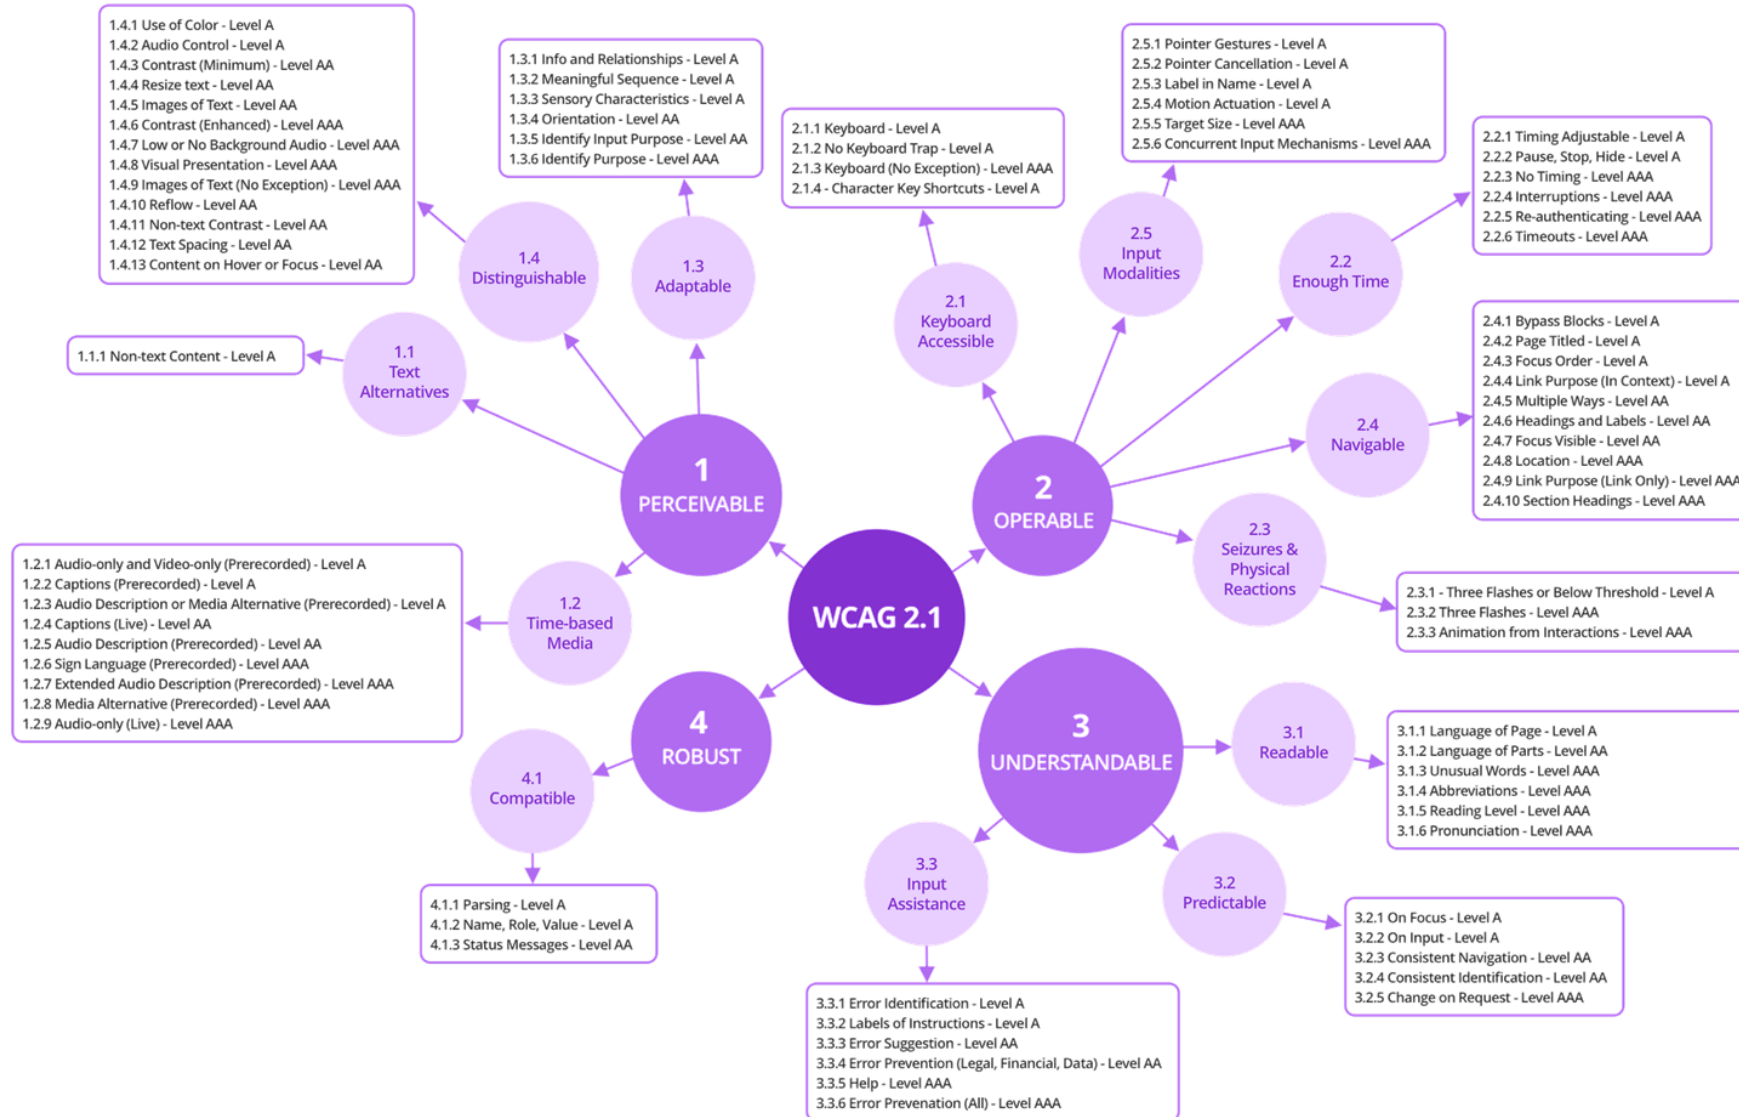 WCAG 2.1
1
PERCEIVABLE
1.1
Text
Alternatives
1.1.1 Non-text Content - Level A
1.2
Time-based
Media
1.2.1 Audio-only and Video-only (Prerecorded) - Level A
1.2.2 Captions (Prerecorded) - Level A
1.2.3 Audio Description or Media Alternative (Prerecorded) - Level A
1.2.4 Captions (Live) - Level AA
1.2.5 Audio Description (Prerecorded) - Level AA
1.2.6 Sign Language (Prerecorded) - Level AAA
1.2.7 Extended Audio Description (Prerecorded) - Level AAA
1.2.8 Media Alternative (Prerecorded) - Level AAA
1.2.9 Audio-only (Live) - Level AAA
1.3
Adaptable
1.3.1 Info and Relationships - Level A
1.3.2 Meaningful Sequence - Level A
1.3.3 Sensory Characteristics - Level A
1.3.4 Orientation - Level AA
1.3.5 Identify Input Purpose - Level AA
1.3.6 Identify Purpose - Level AAA
1.4
Distinguishable
1.4.1 Use of Color - Level A
1.4.2 Audio Control - Level A
1.4.3 Contrast (Minimum) - Level AA
1.4.4 Resize text - Level AA
1.4.5 Images of Text - Level AA
1.4.6 Contrast (Enhanced) - Level AAA
1.4.7 Low or No Background Audio - Level AAA
1.4.8 Visual Presentation - Level AAA
1.4.9 Images of Text (No Exception) - Level AAA
1.4.10 Reflow - Level AA
1.4.11 Non-text Contrast - Level AA
1.4.12 Text Spacing - Level AA
1.4.13 Content on Hover or Focus - Level AA
2
OPERABLE
2.1
Keyboard
Accessible
2.1.1 Keyboard - Level A
2.1.2 No Keyboard Trap - Level A
2.1.3 Keyboard (No Exception) - Level AAA
2.1.4 - Character Key Shortcuts - Level A
2.5
Input
Modalities
2.5.1 Pointer Gestures - Level A
2.5.2 Pointer Cancellation - Level A
2.5.3 Label in Name - Level A
2.5.4 Motion Actuation - Level A
2.5.5 Target Size - Level AAA
2.5.6 Concurrent Input Mechanisms - Level AAA
2.2
Enough Time
2.2.1 Timing Adjustable - Level A
2.2.2 Pause, Stop, Hide - Level A
2.2.3 No Timing - Level AAA
2.2.4 Interruptions - Level AAA
2.2.5 Re-authenticating - Level AAA
2.2.6 Timeouts - Level AAA
2.4
Navigable
2.4.1 Bypass Blocks - Level A
2.4.2 Page Titled - Level A
2.4.3 Focus Order - Level A
2.4.4 Link Purpose (In Context) - Level A
2.4.5 Multiple Ways - Level AA
2.4.6 Headings and Labels - Level AA
2.4.7 Focus Visible - Level AA
2.4.8 Location - Level AAA
2.4.9 Link Purpose (Link Only) - Level AAA
2.4.10 Section Headings - Level AAA
2.3
Seizures &
Physical
Reactions
2.3.1 - Three Flashes or Below Threshold - Level A
2.3.2 Three Flashes - Level AAA
2.3.3 Animation from Interactions - Level AAA
3
UNDERSTANDABLE
3.1
Readable
3.1.1 Language of Page - Level A
3.1.2 Language of Parts - Level AA
3.1.3 Unusual Words - Level AAA
3.1.4 Abbreviations - Level AAA
3.1.5 Reading Level - Level AAA
3.1.6 Pronunciation - Level AAA
3.2
Predictable
3.2.1 On Focus - Level A
3.2.2 On Input - Level A
3.2.3 Consistent Navigation - Level AA
3.2.4 Consistent Identification - Level AA
3.2.5 Change on Request - Level AAA
3.3
Input
Assistance
3.3.1 Error Identification - Level A
3.3.2 Labels of Instructions - Level A
3.3.3 Error Suggestion - Level AA
3.3.4 Error Prevention (Legal, Financial, Data) - Level AA
3.3.5 Help - Level AAA
3.3.6 Error Prevenation (All) - Level AAA
4
ROBUST
4.1
Compatible
4.1.1 Parsing - Level A
4.1.2 Name, Role, Value - Level A
4.1.3 Status Messages - Level AA